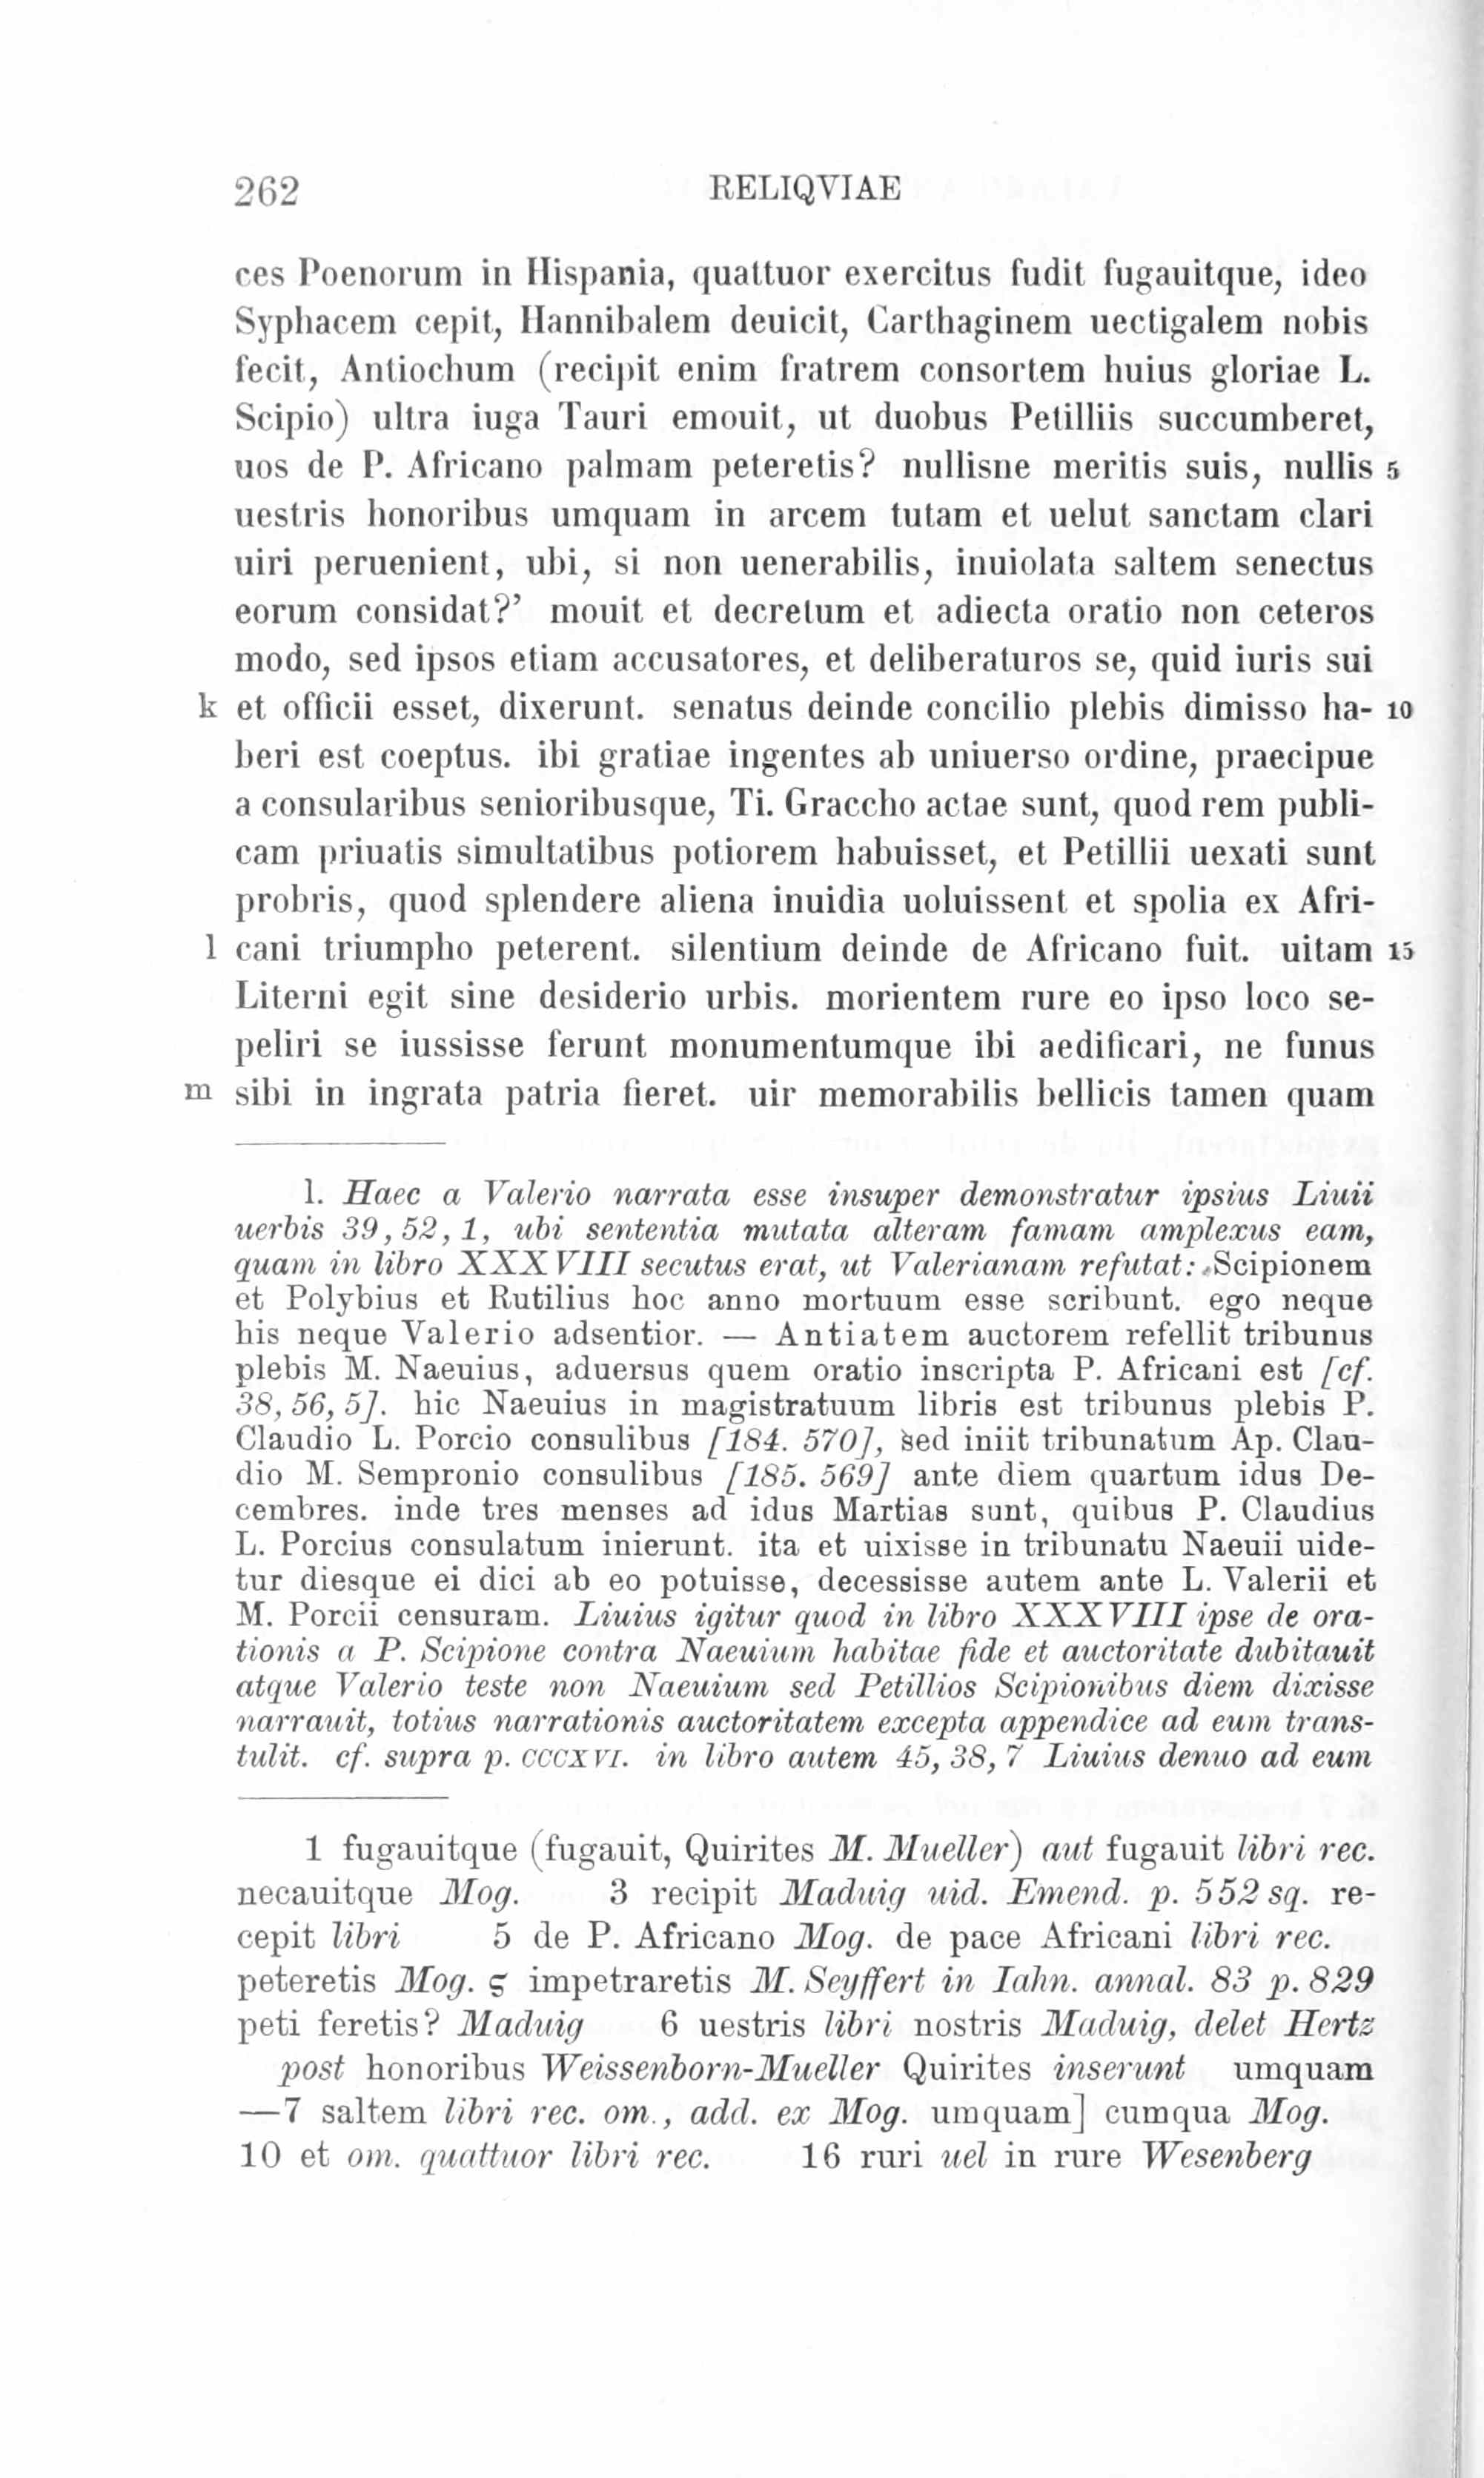 262 RELIQVIAE
ces Poenorum in Hispania, quattuor exercitus fudit fugauitque, ideo
Syphacem cepit, Hannibalem deuicit, Carthaginem uectigalem nobis
fecit, Antiochum (recipit enim fratrem consortem huius gloriae L.
Scipio) ultra iuga Tauri emouit, ut duobus Petilliis succumberet,
uos de P. Africano palmam peteretis? nullisne meritis suis, nullis 5
uestris honoribus umquam in arcem tutam et uelut sanctam clari
uiri peruenient, ubi, si non uenerabilis, inuiolata saltem senectus
eorum considat?’ mouit et decretum et adiecta oratio non ceteros
modo, sed ipsos etiam accusatores, et deliberaturos se, quid iuris sui
k et officii esset, dixerunt. senatus deinde concilio plebis dimisso ha- 10
beri est coeptus. ibi gratiae ingentes ab uniuerso ordine, praecipue
a consularibus senioribusque, Ti. Graccho actae sunt, quod rem publi-
cam priuatis simultatibus potiorem habuisset, et Petillii uexati sunt
probris, quod splendere aliena inuidia uoluissent et spolia ex Afri-
l cani triumpho peterent. silentium deinde de Africano fuit. uitam 15
Literni egit sine desiderio urbis. morientem rure eo ipso loco se-
peliri se iussisse ferunt monumentumque ibi aedificari, ne funus
m sibi in ingrata patria fieret. uir memorabilis bellicis tamen quam
1. Haec a Valerio narrata esse insuper demonstratur ipsius Liuii
uerbis 39, 52, 1, ubi sententia mutata alteram famam amplexus eam,
quam in libro XXXVIII secutus erat, ut Valerianam refutat: Scipionem
et Polybius et Rutilius hoc anno mortuum esse scribunt. ego neque
his neque Valerio adsentior. — Antiatem auctorem refellit tribunus
plebis M. Naeuius, aduersus quem oratio inscripta P. Africani est [cf.
38, 56, 5]. hic Naeuius in magistratuum libris est tribunus plebis P.
Claudio L. Porcio consulibus [184. 570], sed iniit tribunatum Ap. Clau-
dio M. Sempronio consulibus [185. 569] ante diem quartum idus De-
cembres. inde tres menses ad idus Martias sunt, quibus P. Claudius
L. Porcius consulatum inierunt. ita et uixisse in tribunatu Naeuii uide-
tur diesque ei dici ab eo potuisse, decessisse autem ante L. Valerii et
M. Porcii censuram. Liuius igitur quod in libro XXXVIII ipse de ora-
tionis a P. Scipione contra Naeuium habitae fide et auctoritate dubitauit
atque Valerio teste non Naeuium sed Petillios Scipionibus diem dixisse
narrauit, totius narrationis auctoritatem excepta appendice ad eum trans-
tulit. cf. supra p. CCCXVI. in libro autem 45, 38, 7 Liuius denuo ad eum
1 fugauitque (fugauit, Quirites M. Mueller) aut fugauit libri rec.
necauitque Mog. 3 recipit Maduig uid. Emend. p. 552 sq. re-
cepit libri 5 de P. Africano Mog. de pace Africani libri rec.
peteretis Mog. ς impetraretis M. Seyffert in Iahn. annal. 83 p. 829
peti feretis? Maduig 6 uestris libri nostris Maduig, delet Hertz
post honoribus Weissenborn-Mueller Quirites inserunt umquam
—7 saltem libri rec. om., add. ex Mog. umquam] cumqua Mog.
10 et om. quattuor libri rec. 16 ruri uel in rure Wesenberg